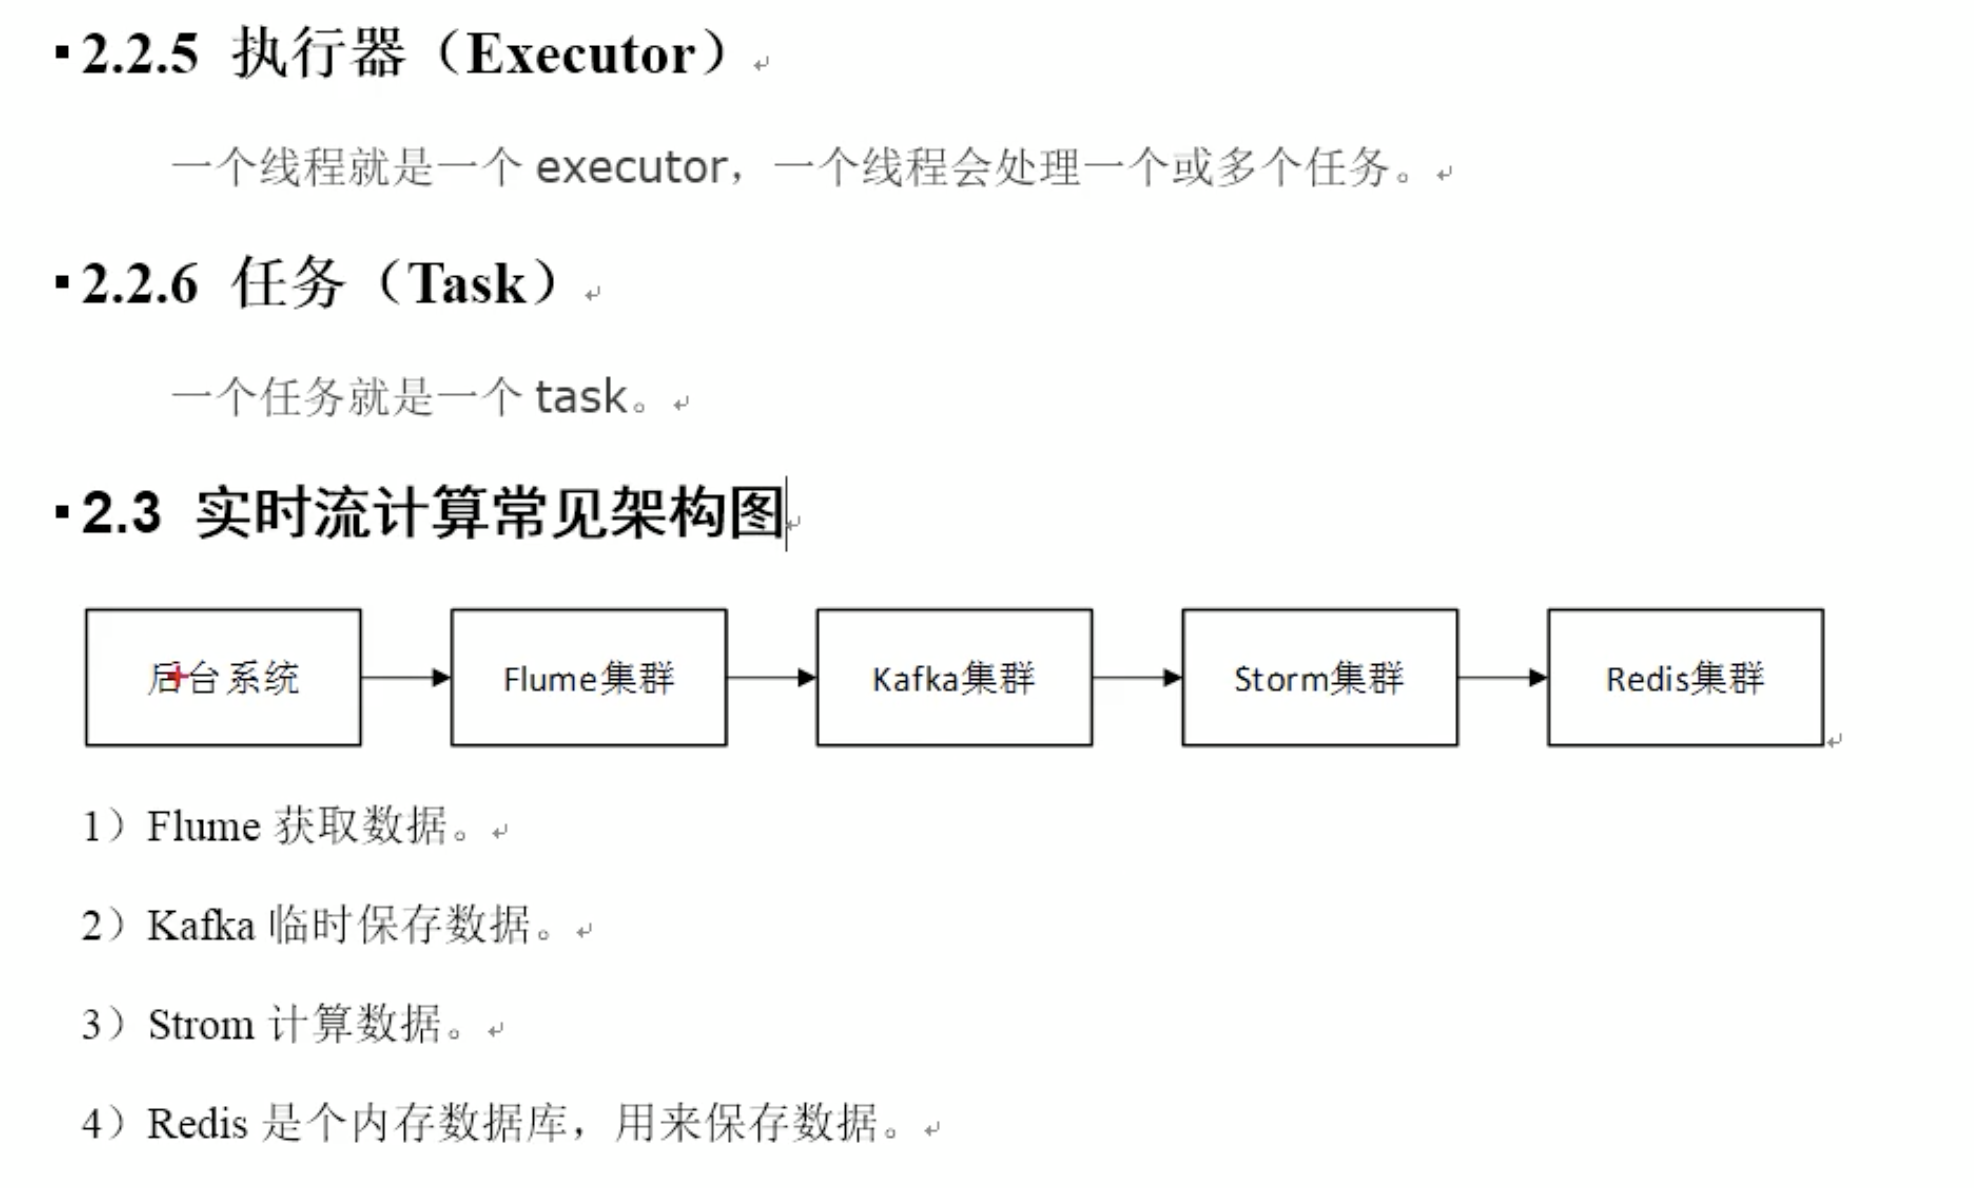 2.2.5 执行器（Executor）
一个线程就是一个 executor，一个线程会处理一个或多个任务。
2.2.6 任务（Task）
一个任务就是一个 task。
2.3 实时流计算常见架构图
后台系统
Flume集群
Kafka集群
Storm集群
Redis集群
1）Flume 获取数据。
2）Kafka 临时保存数据。
3）Strom 计算数据。
4）Redis 是个内存数据库，用来保存数据。